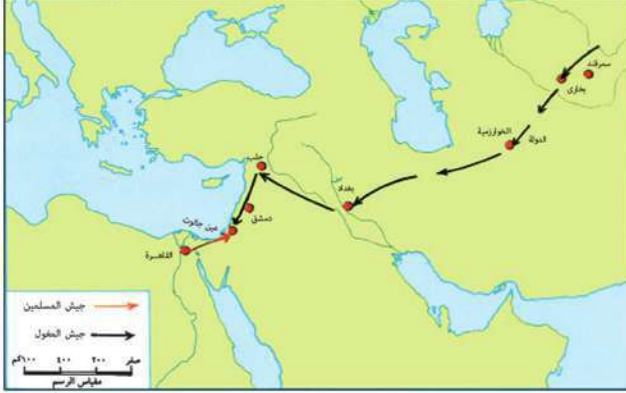 سمرقند
بخارى
الخوارزمية
الدولة
بغداد
حلب
دمشق
عين جالوت
القاهرة
جيش المسلمين
جيش المغول
صفر ٢٠٠ ٤٠٠ ٦٠٠كم
مقياس الرسم